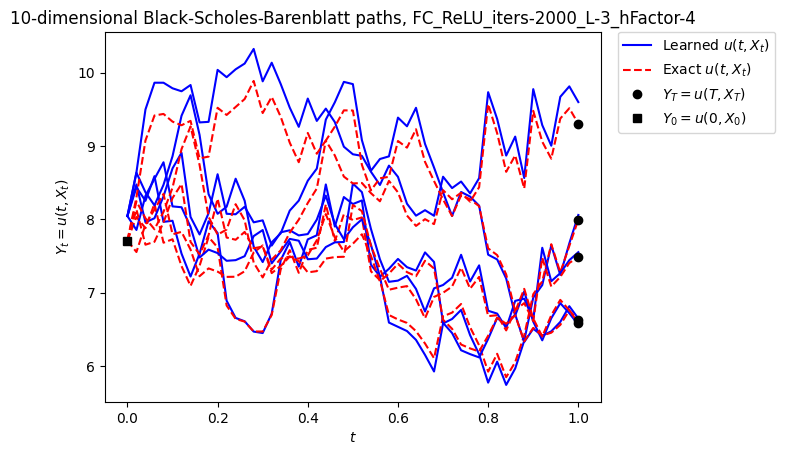 10-dimensional Black-Scholes-Barenblatt paths, FC_ReLU_iters-2000_L-3_hFactor-4
Learned u(t, X_t)
Exact u(t, X_t)
Y_T = u(T, X_T)
Y_0 = u(0, X_0)
Y_t = u(t, X_t)
10
9
8
7
6
0.0 0.2 0.4 0.6 0.8 1.0
t